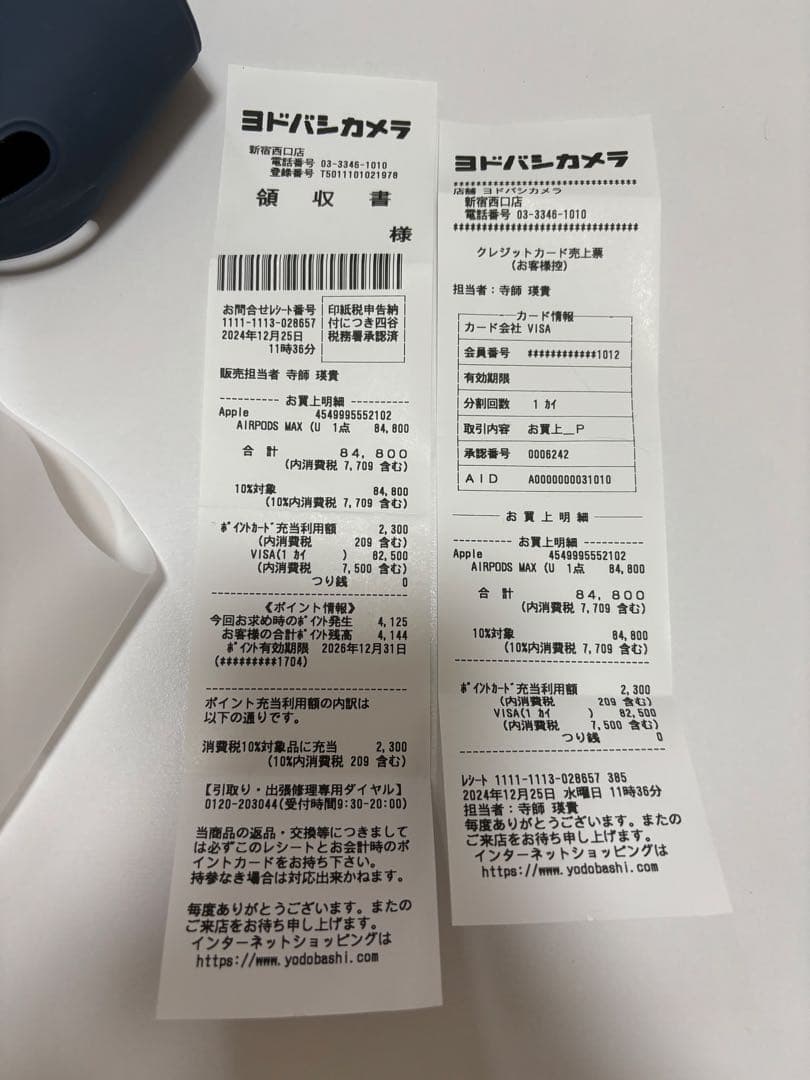 ヨドバシカメラ
新宿西口店
電話番号 03-3346-1010
登録番号 T5011101021978
領 収 書
様
お問合せレシート番号
1111-1113-028657
2024年12月25日
11時36分
印紙税申告納
付につき四谷
税務署承認済
販売担当者 寺師 瑛貴
---------- お買上明細 ----------
Apple 4549995552102
AIRPODS MAX (U 1点 84,800
合 計 84,800
(内消費税 7,709 含む)
10%対象 84,800
(10%内消費税 7,709 含む)
ポイントカード充当利用額 2,300
(内消費税 209 含む)
VISA(1 カイ ) 82,500
(内消費税 7,500 含む)
つり銭 0
《ポイント情報》
今回お求め時のポイント発生 4,125
お客様の合計ポイント残高 4,144
ポイント有効期限 2026年12月31日
(*********1704)
ポイント充当利用額の内訳は
以下の通りです。
消費税10%対象品に充当 2,300
(10%内消費税 209 含む)
【引取り・出張修理専用ダイヤル】
0120-203044(受付時間9:30-20:00)
当商品の返品・交換等につきまして
は必ずこのレシートとお会計時のポ
イントカードをお持ち下さい。
持参なき場合は対応出来かねます。
毎度ありがとうございます。またの
ご来店をお待ち申し上げます。
インターネットショッピングは
https://www.yodobashi.com
ヨドバシカメラ
店舗 ヨドバシカメラ
新宿西口店
電話番号 03-3346-1010
クレジットカード売上票
(お客様控)
担当者：寺師 瑛貴
カード情報
カード会社 VISA
会員番号 ************1012
有効期限
分割回数 1 カイ
取引内容 お買上__P
承認番号 0006242
AID A0000000031010
お買上明細
---------- お買上明細 ----------
Apple 4549995552102
AIRPODS MAX (U 1点 84,800
合 計 84,800
(内消費税 7,709 含む)
10%対象 84,800
(10%内消費税 7,709 含む)
ポイントカード充当利用額 2,300
(内消費税 209 含む)
VISA(1 カイ ) 82,500
(内消費税 7,500 含む)
つり銭 0
レシート 1111-1113-028657 385
2024年12月25日 水曜日 11時36分
担当者：寺師 瑛貴
毎度ありがとうございます。またの
ご来店をお待ち申し上げます。
インターネットショッピングは
https://www.yodobashi.com